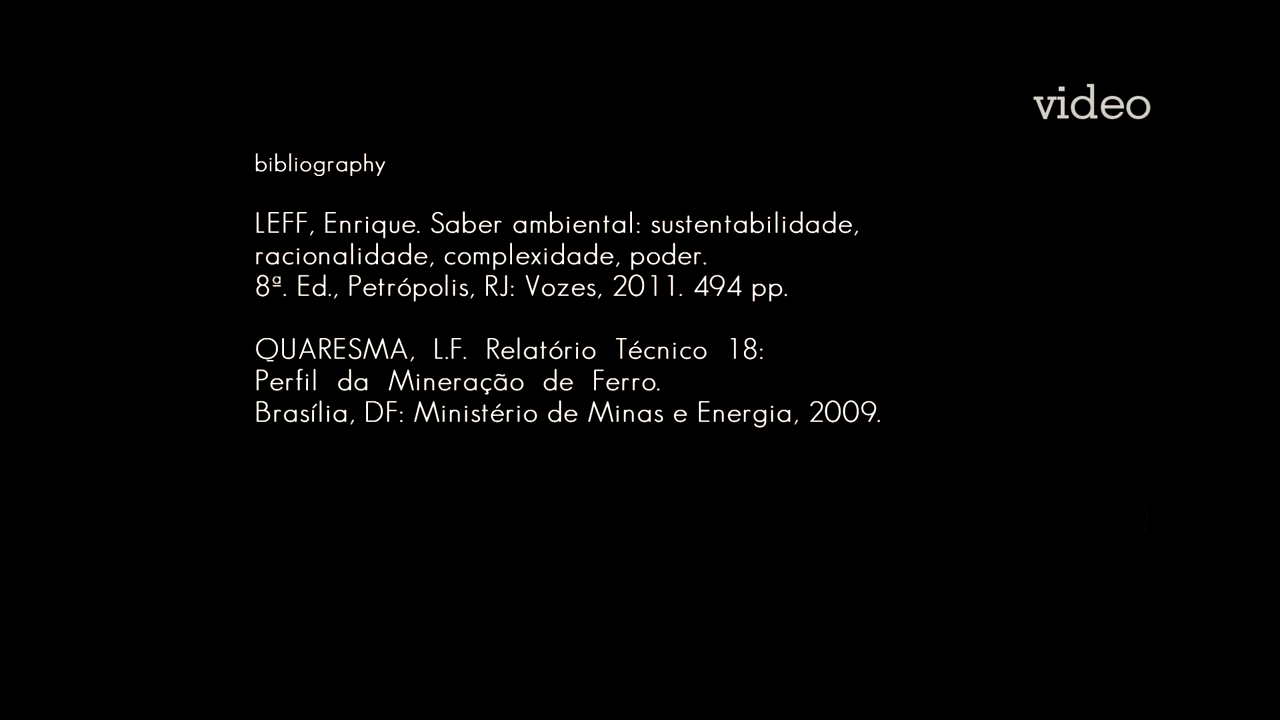 video
bibliography
LEFF, Enrique. Saber ambiental: sustentabilidade,
racionalidade, complexidade, poder.
8ª. Ed., Petrópolis, RJ: Vozes, 2011. 494 pp.
QUARESMA, L.F. Relatório Técnico 18:
Perfil da Mineração de Ferro.
Brasília, DF: Ministério de Minas e Energia, 2009.